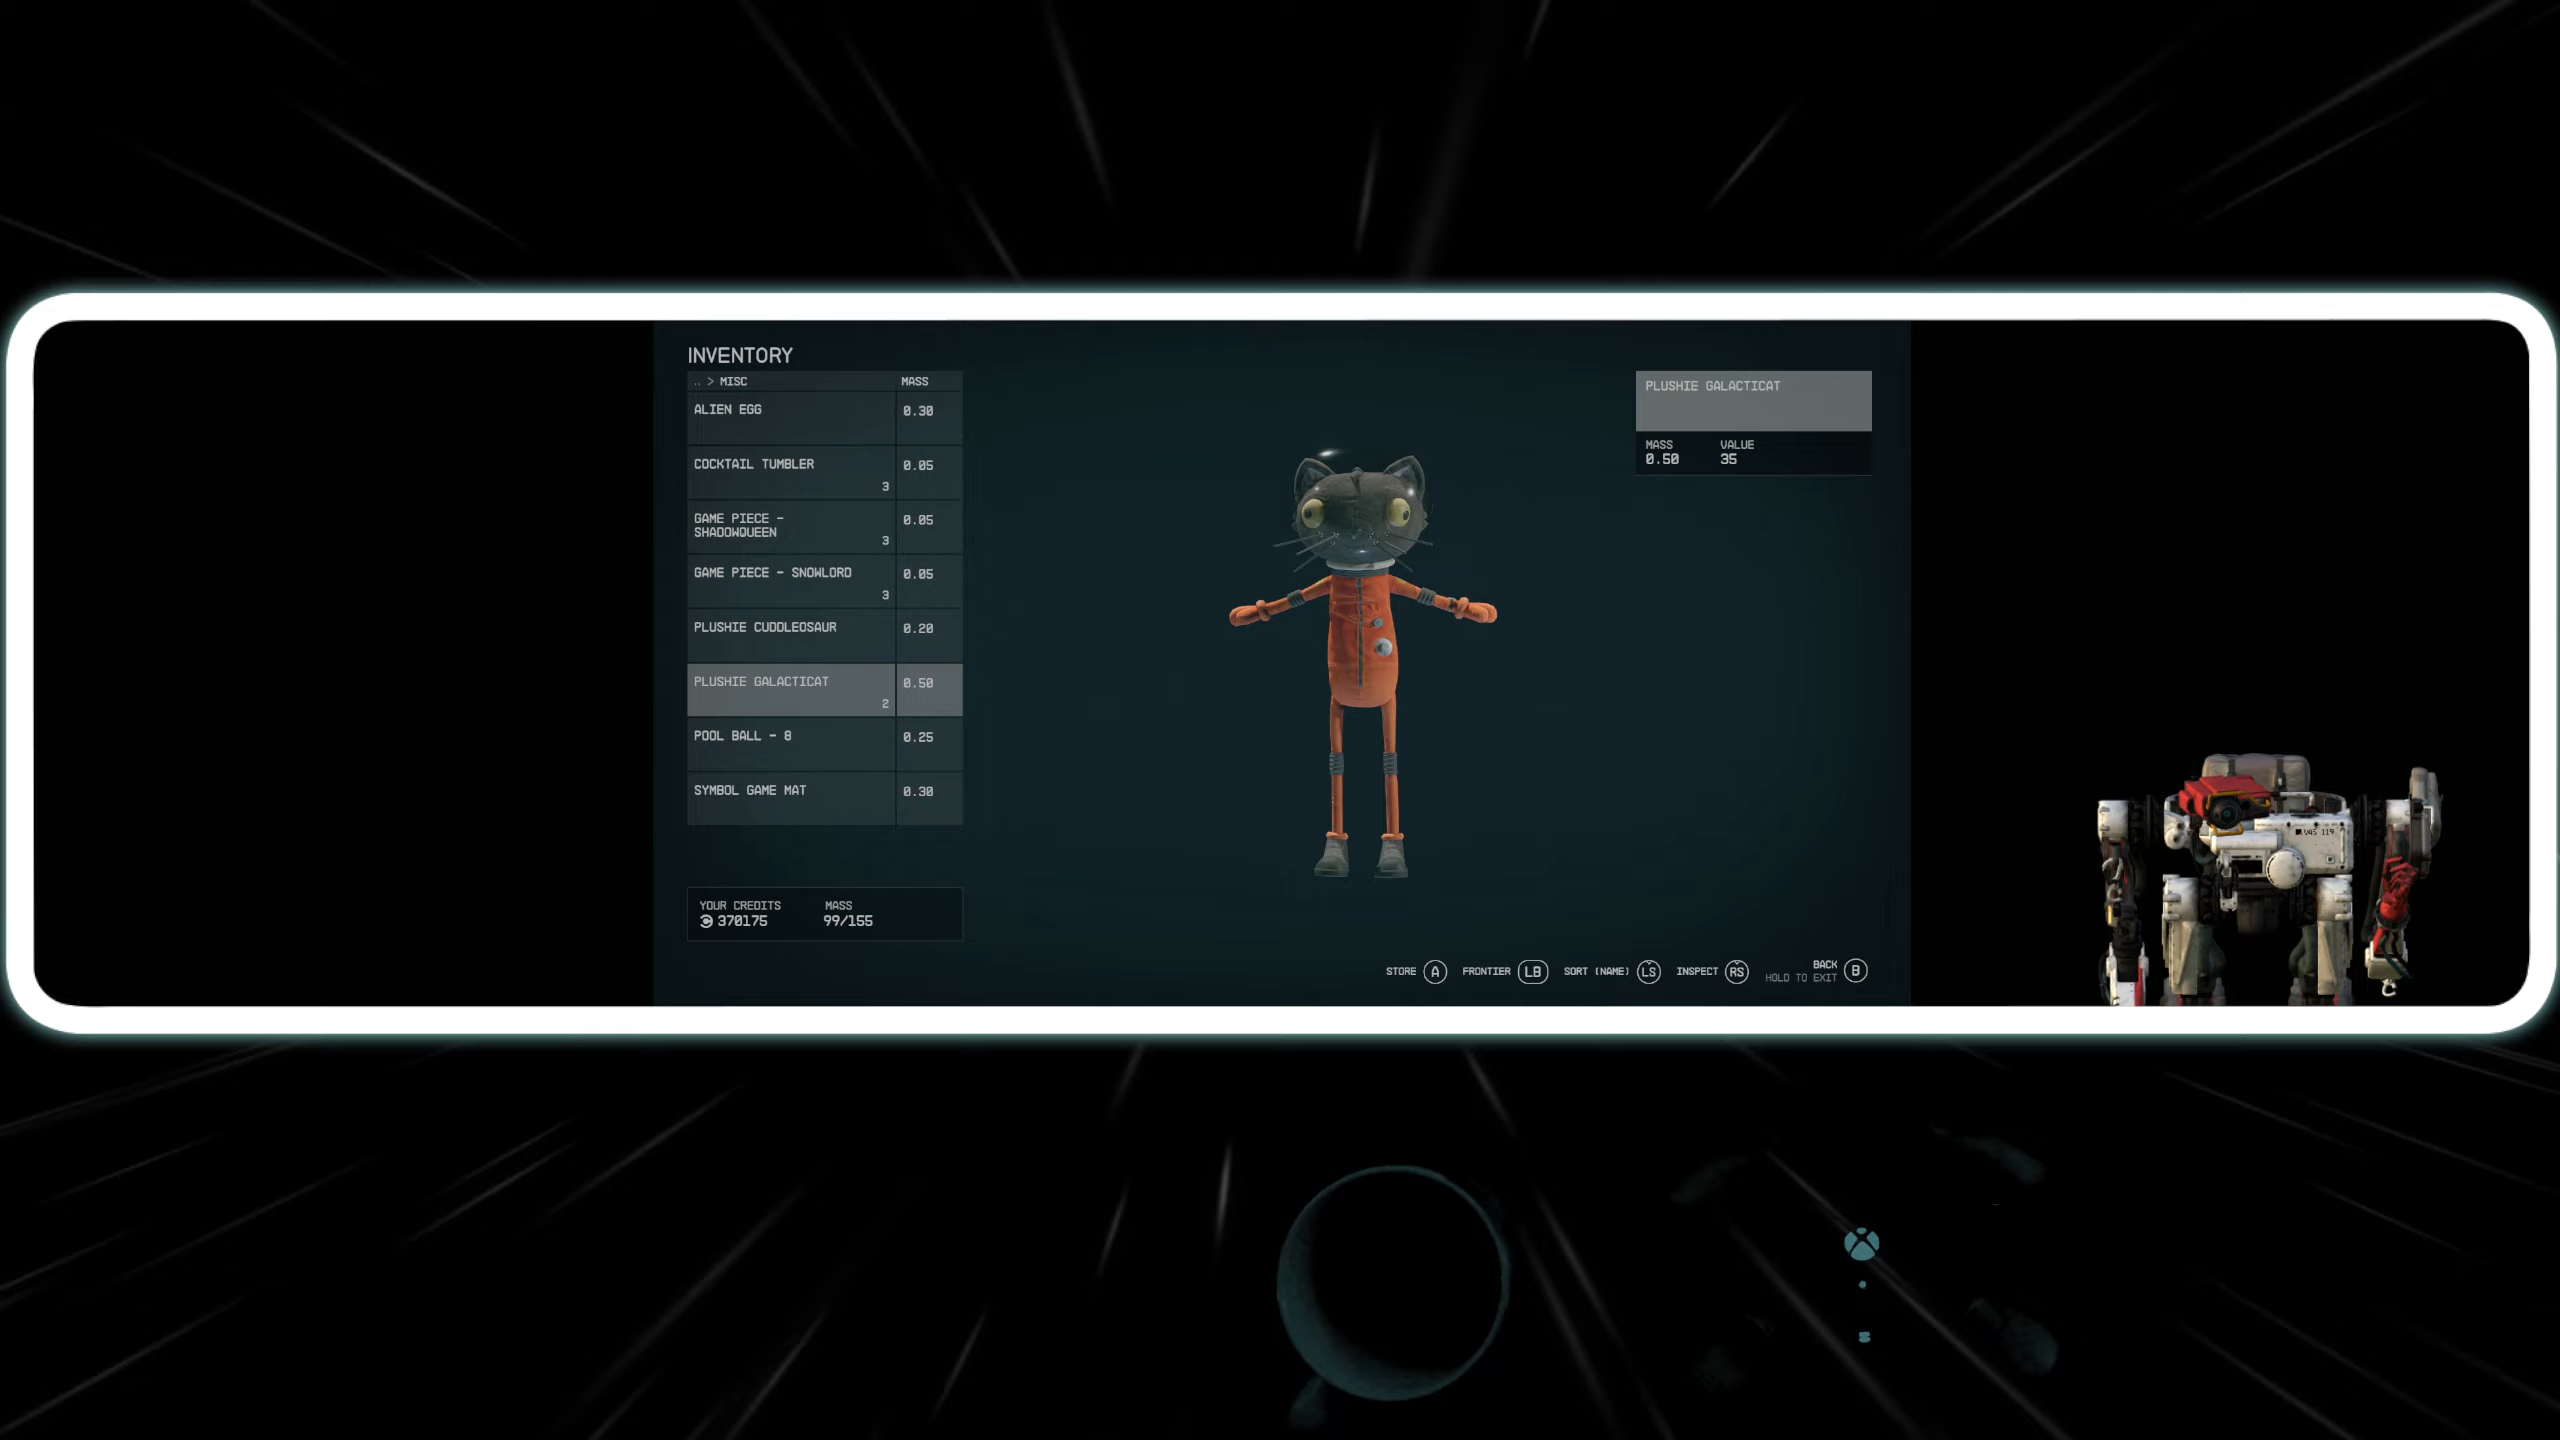 INVENTORY
.. > MISC MASS
ALIEN EGG 0.30
COCKTAIL TUMBLER 0.05
3
GAME PIECE - 0.05
SHADOWQUEEN
3
GAME PIECE - SNOWLORD 0.05
3
PLUSHIE CUDDLEOSAUR 0.20
PLUSHIE GALACTICAT 0.50
2
POOL BALL - 8 0.25
SYMBOL GAME MAT 0.30
YOUR CREDITS MASS
370175 99/155
PLUSHIE GALACTICAT
MASS VALUE
0.50 35
STORE A FRONTIER LB SORT (NAME) LS INSPECT RS BACK B
HOLD TO EXIT